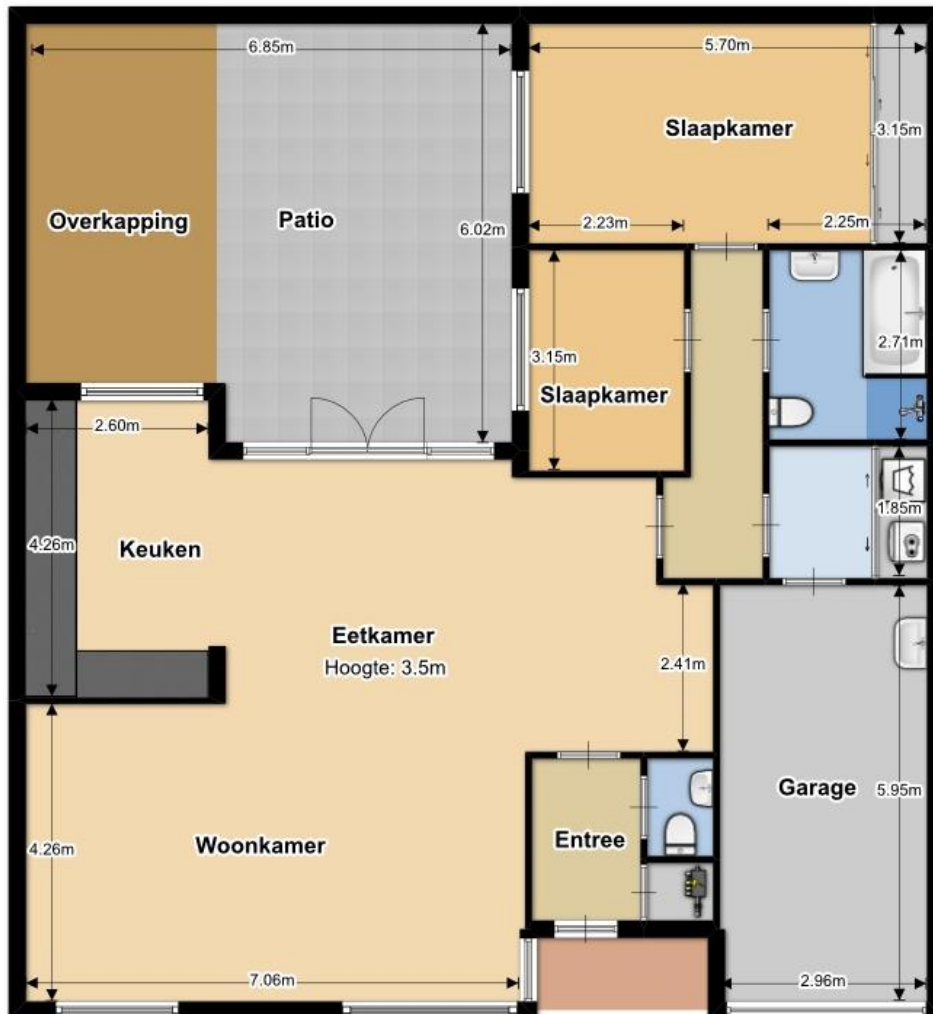 6.85m
5.70m
Slaapkamer
3.15m
Overkapping
Patio
6.02m
2.23m
2.25m
2.71m
3.15m
Slaapkamer
2.60m
1.85m
4.26m
Keuken
Eetkamer
Hoogte: 3.5m
2.41m
Garage
5.95m
Woonkamer
Entree
4.26m
7.06m
2.96m